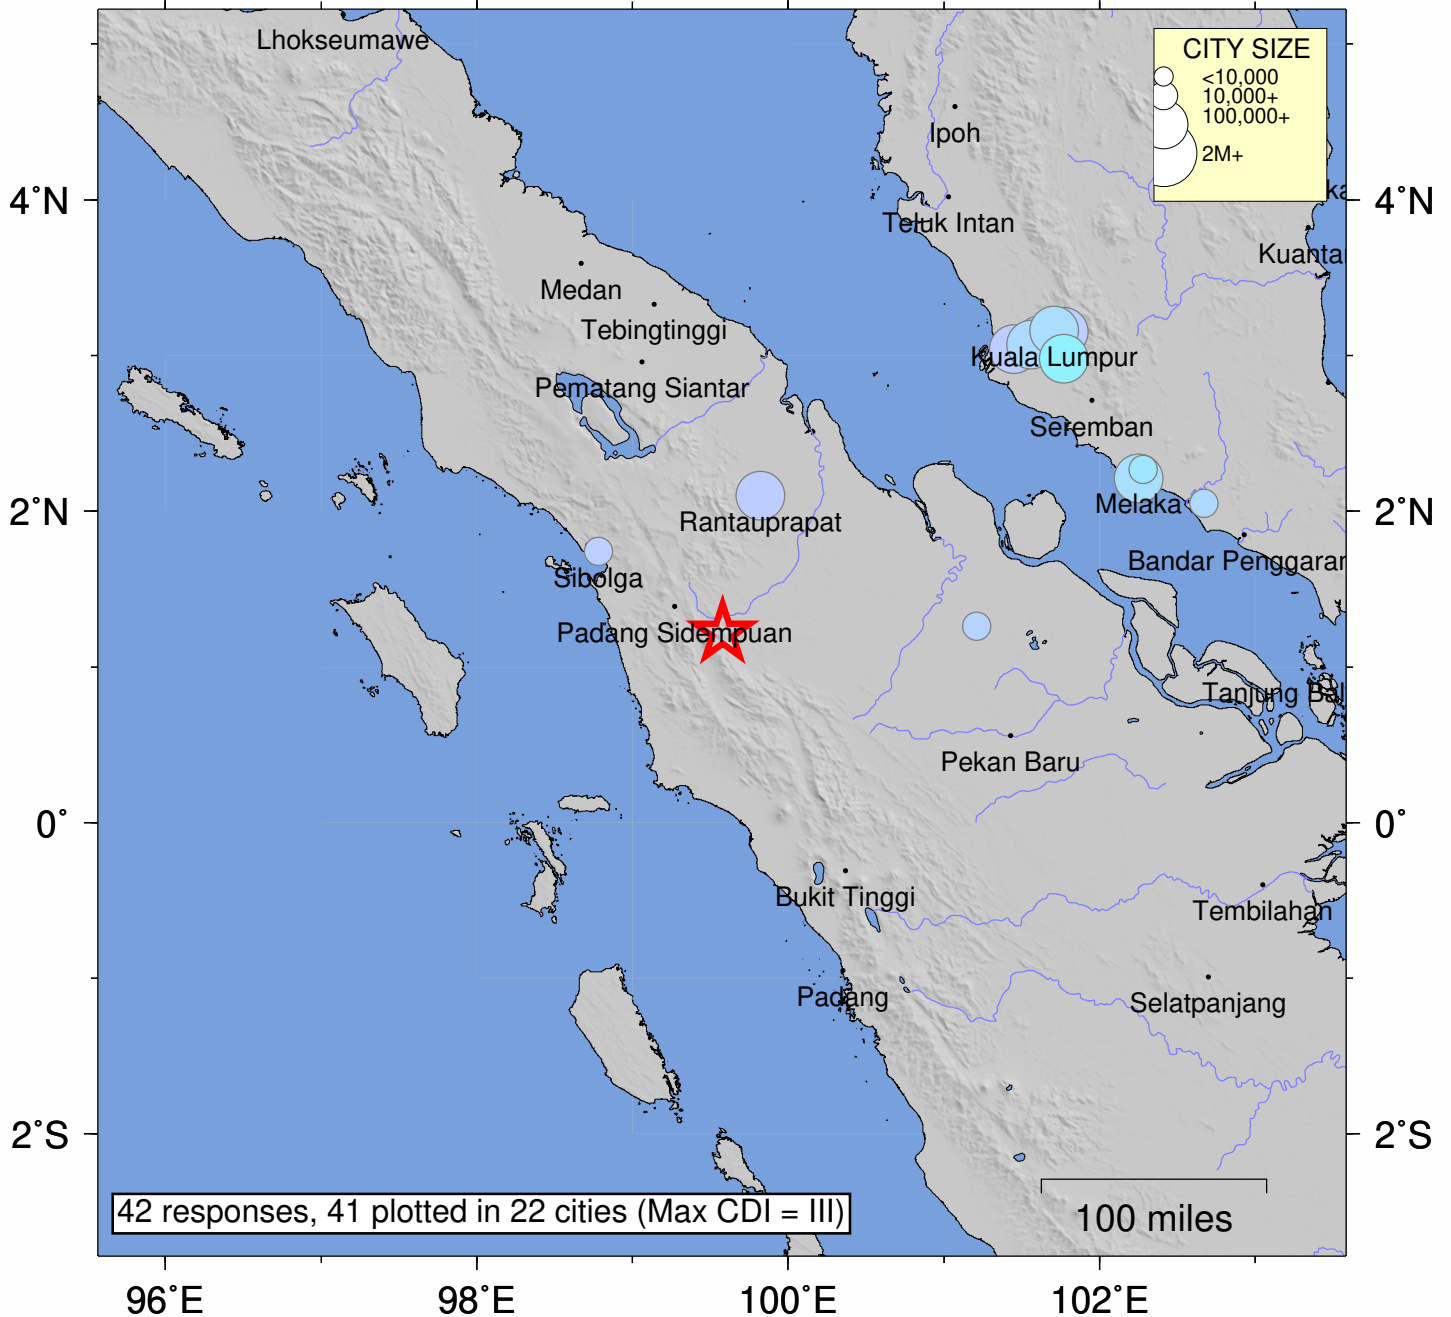 Lhokseumawe
CITY SIZE
<10,000
10,000+
100,000+
2M+
Ipoh
4˚N
4˚N
Teluk Intan
Kuantan
Medan
Tebingtinggi
Kuala Lumpur
Pematang Siantar
Seremban
2˚N
Melaka
2˚N
Rantauprapat
Bandar Penggaram
Sibolga
Padang Sidempuan
Tanjung Bal
Pekan Baru
0˚
0˚
Bukit Tinggi
Tembilahan
Padang
Selatpanjang
2˚S
2˚S
42 responses, 41 plotted in 22 cities (Max CDI = III)
100 miles
96˚E
98˚E
100˚E
102˚E